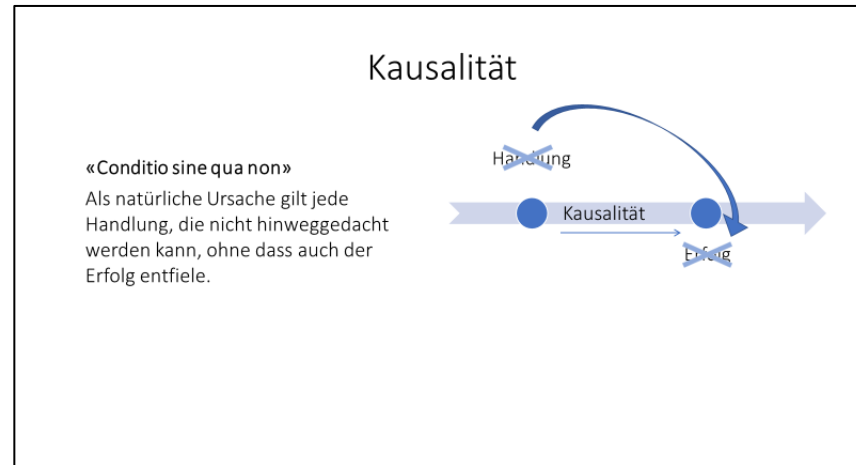 Kausalität
«Conditio sine qua non»
Als natürliche Ursache gilt jede
Handlung, die nicht hinweggedacht
werden kann, ohne dass auch der
Erfolg entfiele.
Handlung
Kausalität
Erfolg